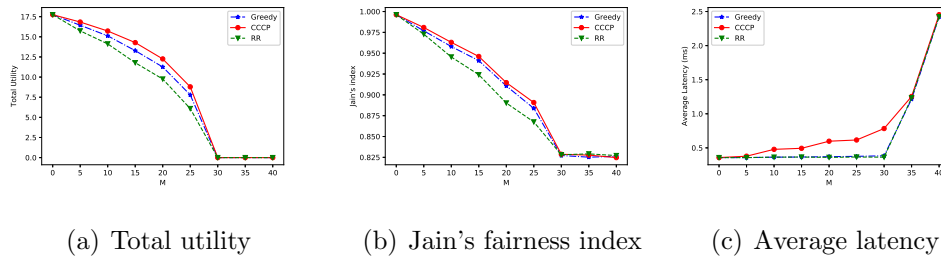 17.5
15.0
12.5
10.0
7.5
5.0
2.5
0.0
Total Utility
0 5 10 15 20 25 30 35 40
M
Greedy
CCCP
RR
1.000
0.975
0.950
0.925
0.900
0.875
0.850
0.825
Jain's Index
0 5 10 15 20 25 30 35 40
M
Greedy
CCCP
RR
2.5
2.0
1.5
1.0
0.5
Average Latency (ms)
0 5 10 15 20 25 30 35 40
M
Greedy
CCCP
RR
(a) Total utility
(b) Jain's fairness index
(c) Average latency